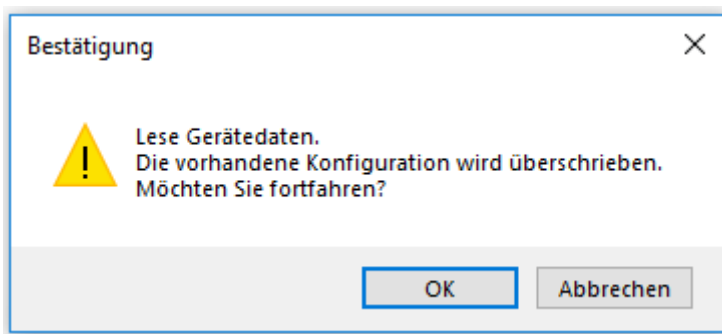 Bestätigung
Lese Gerätedaten.
Die vorhandene Konfiguration wird überschrieben.
Möchten Sie fortfahren?
OK
Abbrechen